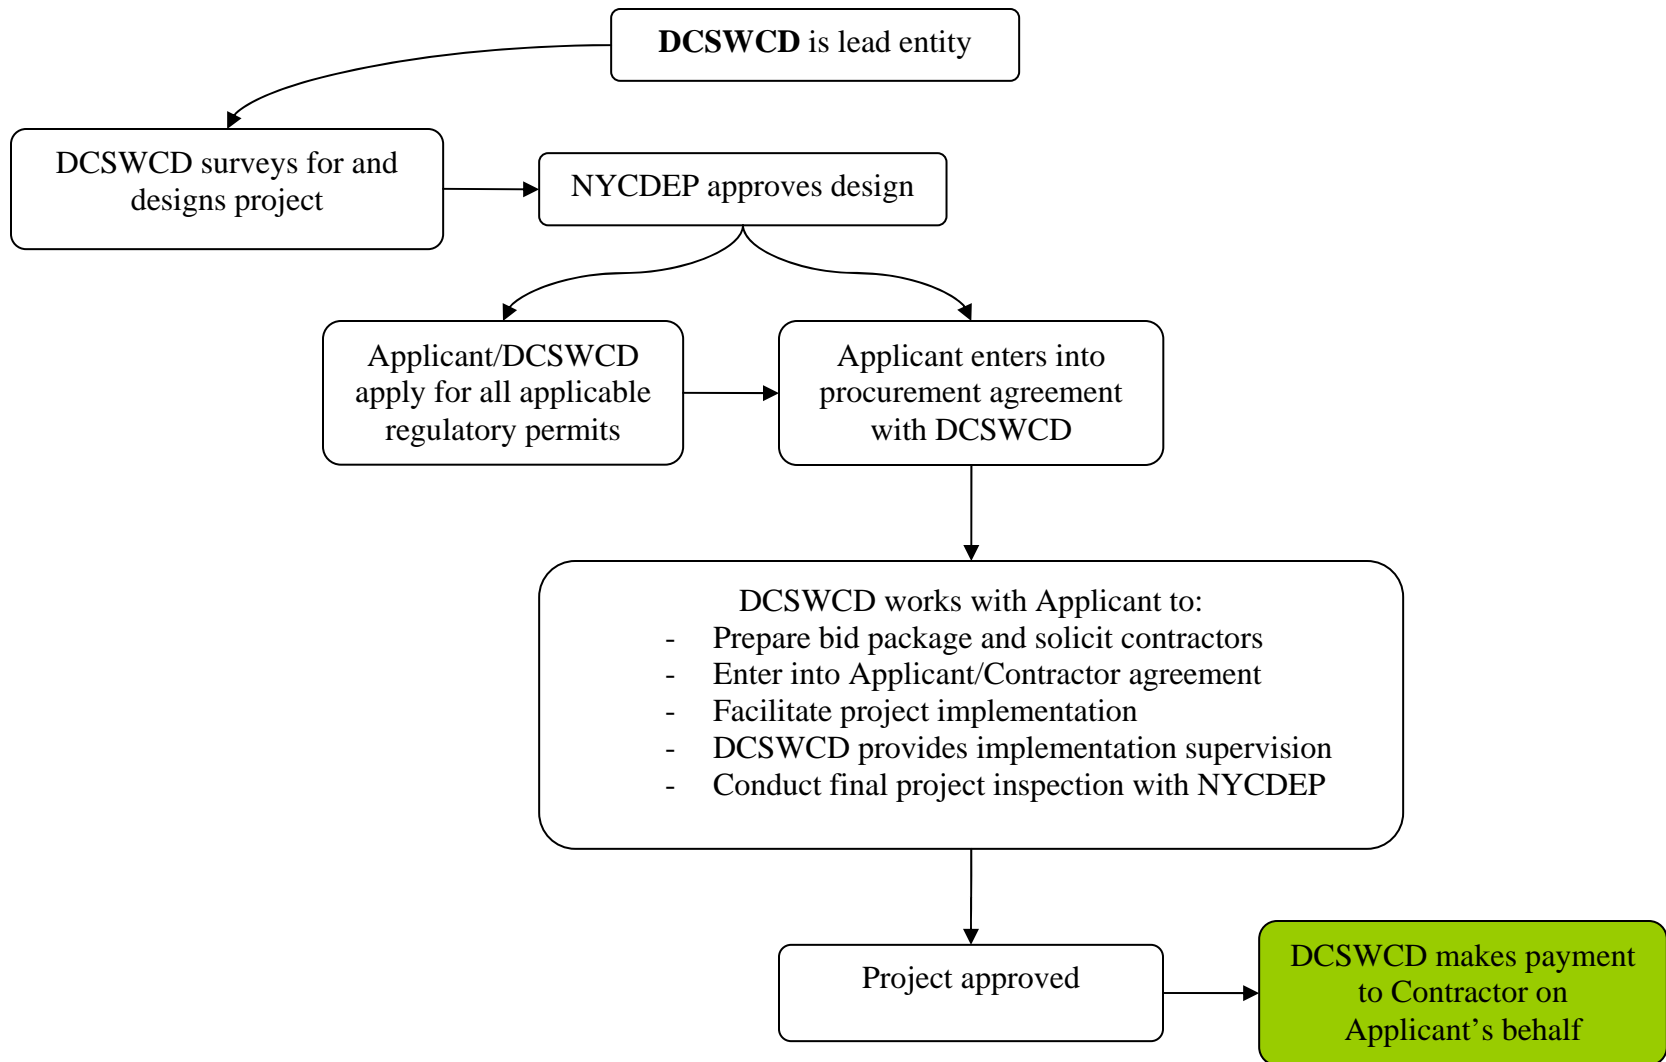 DCSWCD is lead entity
DCSWCD surveys for and
designs project
NYCDEP approves design
Applicant/DCSWCD
apply for all applicable
regulatory permits
Applicant enters into
procurement agreement
with DCSWCD
DCSWCD works with Applicant to:
- Prepare bid package and solicit contractors
- Enter into Applicant/Contractor agreement
- Facilitate project implementation
- DCSWCD provides implementation supervision
- Conduct final project inspection with NYCDEP
Project approved
DCSWCD makes payment
to Contractor on
Applicant’s behalf